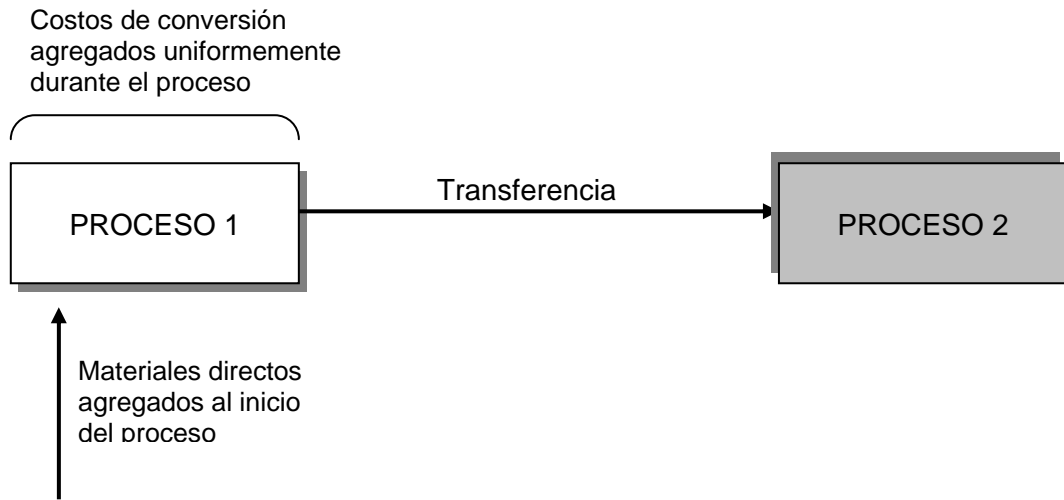 Costos de conversión
agregados uniformemente
durante el proceso
PROCESO 1
Transferencia
PROCESO 2
Materiales directos
agregados al inicio
del proceso